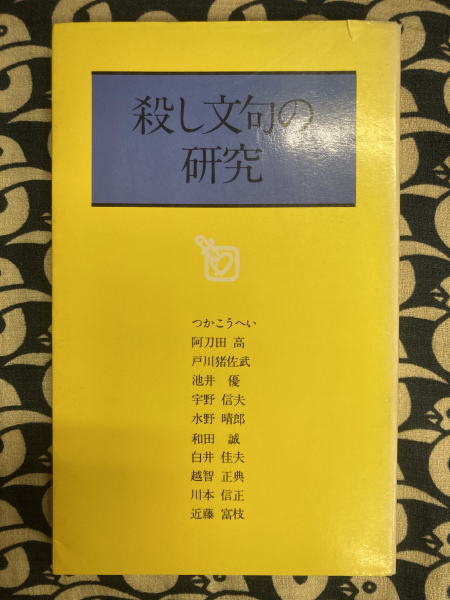 殺し文句の
研究
つかこうへい
阿刀田 高
戸川猪佐武
池井 優
宇野 信夫
水野 晴郎
和田 誠
白井 佳夫
越智 正典
川本 信正
近藤 富枝